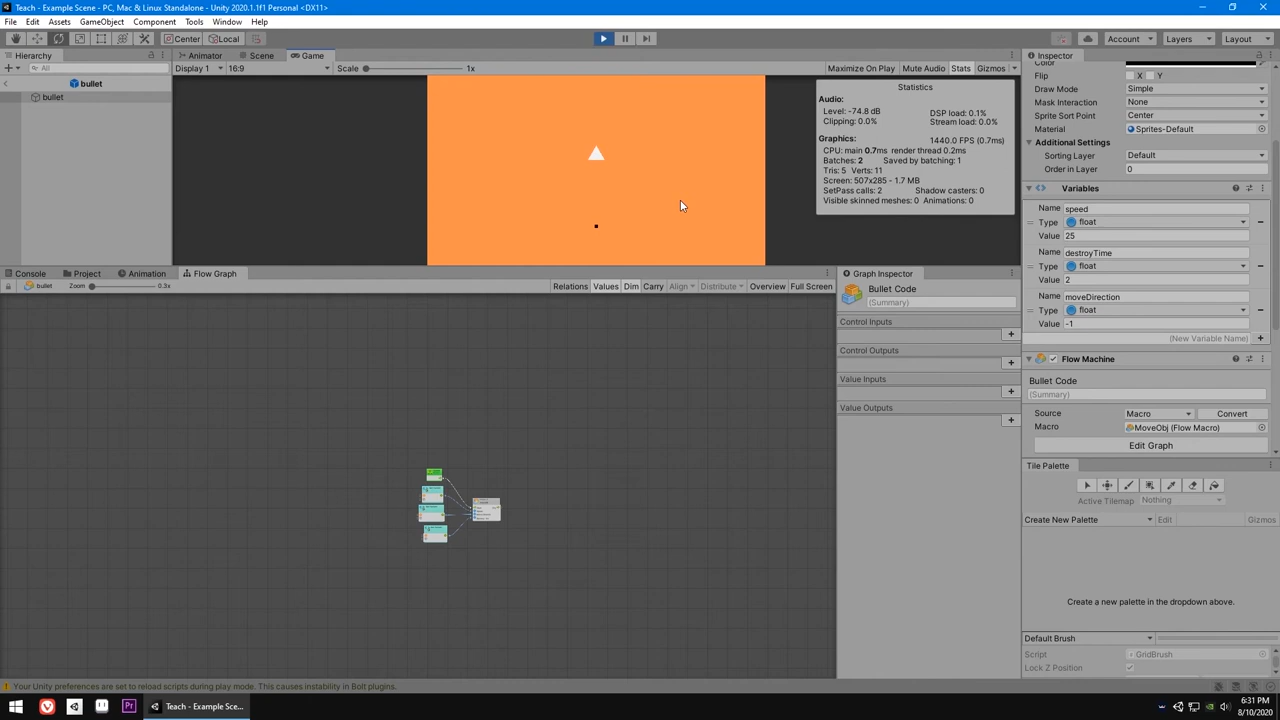 Teach - Example Scene - PC, Mac & Linux Standalone - Unity 2020.1.1f1 Personal <DX11>
File Edit Assets GameObject Component Tools Window Help
Center Local Account Layers Layout
Hierarchy
All
bullet
bullet
Animator Scene Game
Display 1 16:9 Scale 1x Maximize On Play Mute Audio Stats Gizmos
Statistics
Audio:
Level: -74.8 dB DSP load: 0.1%
Clipping: 0.0% Stream load: 0.0%
Graphics: 1440.0 FPS (0.7ms)
CPU: main 0.7ms render thread 0.2ms
Batches: 2 Saved by batching: 1
Tris: 5 Verts: 11
Screen: 507x285 - 1.7 MB
SetPass calls: 2 Shadow casters: 0
Visible skinned meshes: 0 Animations: 0
Console Project Animation Flow Graph
bullet Zoom 0.3x Relations Values Dim Carry Align Distribute Overview Full Screen
Graph Inspector
Bullet Code
(Summary)
Control Inputs
Control Outputs
Value Inputs
Value Outputs
Inspector
Color
Flip X Y
Draw Mode Simple
Mask Interaction None
Sprite Sort Point Center
Material Sprites-Default
Additional Settings
Sorting Layer Default
Order in Layer 0
Variables
Name speed
Type float
Value 25
Name destroyTime
Type float
Value 2
Name moveDirection
Type float
Value -1
(New Variable Name)
Flow Machine
Bullet Code
(Summary)
Source Macro Convert
Macro MoveObj (Flow Macro)
Edit Graph
Tile Palette
Active Tilemap Nothing
Create New Palette Edit Gizmos
Create a new palette in the dropdown above.
Default Brush
Script GridBrush
Lock Z Position
Your Unity preferences are set to reload scripts during play mode. This causes instability in Bolt plugins.
Teach - Example Sce...
6:31 PM
8/10/2020